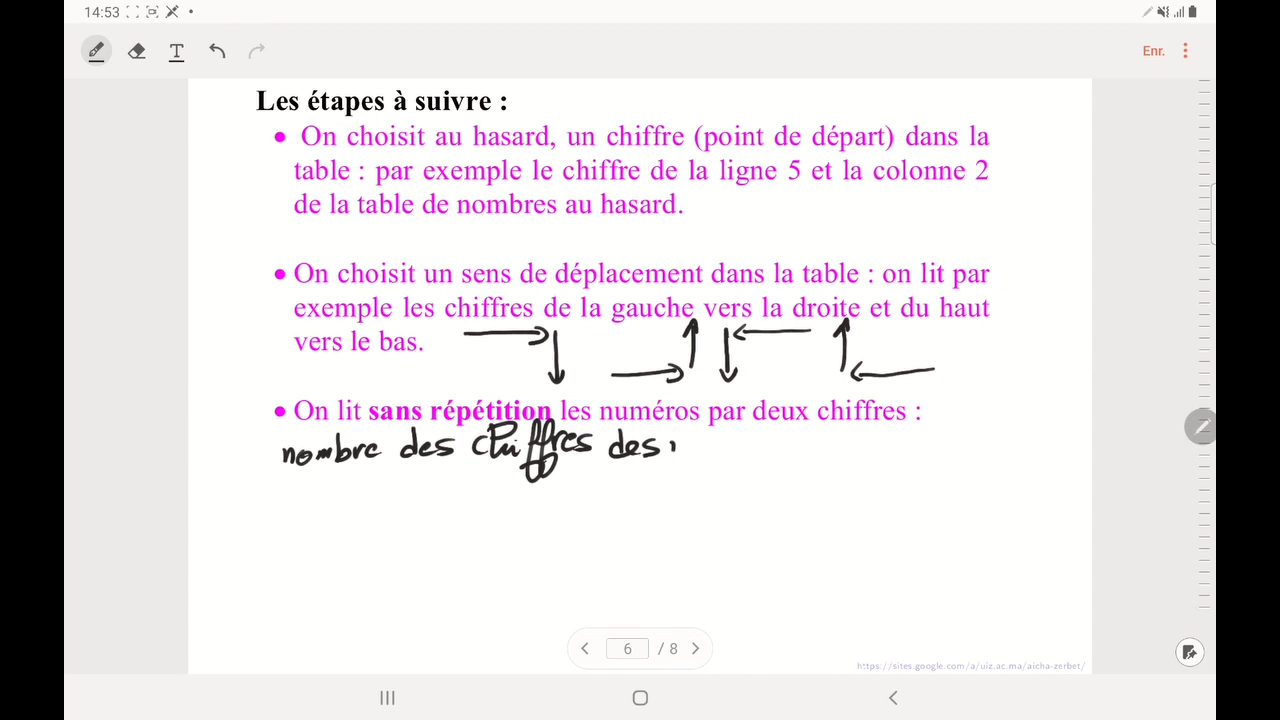 14:53
Enr.
Les étapes à suivre :
• On choisit au hasard, un chiffre (point de départ) dans la
table : par exemple le chiffre de la ligne 5 et la colonne 2
de la table de nombres au hasard.
• On choisit un sens de déplacement dans la table : on lit par
exemple les chiffres de la gauche vers la droite et du haut
vers le bas.
• On lit sans répétition les numéros par deux chiffres :
nombre des chiffres des
6 / 8
https://sites.google.com/a/uiz.ac.ma/aicha-zerbet/